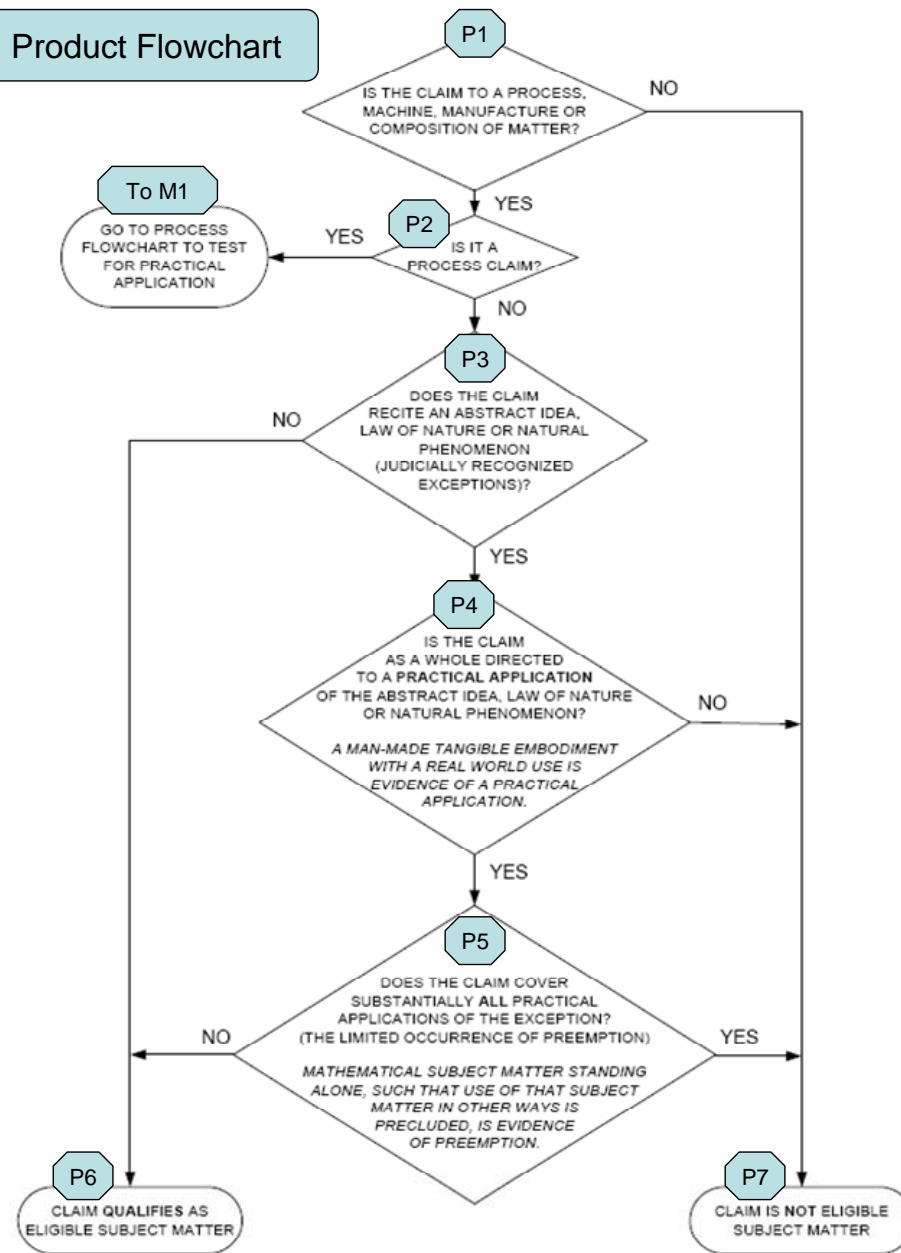 Product Flowchart
P1
IS THE CLAIM TO A PROCESS,
MACHINE, MANUFACTURE OR
COMPOSITION OF MATTER?
NO
YES
To M1
GO TO PROCESS
FLOWCHART TO TEST
FOR PRACTICAL
APPLICATION
YES
P2
IS IT A
PROCESS CLAIM?
NO
P3
DOES THE CLAIM
RECITE AN ABSTRACT IDEA,
LAW OF NATURE OR NATURAL
PHENOMENON
(JUDICIALLY RECOGNIZED
EXCEPTIONS)?
NO
YES
P4
IS THE CLAIM
AS A WHOLE DIRECTED
TO A PRACTICAL APPLICATION
OF THE ABSTRACT IDEA, LAW OF NATURE
OR NATURAL PHENOMENON?
A MAN-MADE TANGIBLE EMBODIMENT
WITH A REAL WORLD USE IS
EVIDENCE OF A PRACTICAL
APPLICATION.
NO
YES
P5
DOES THE CLAIM COVER
SUBSTANTIALLY ALL PRACTICAL
APPLICATIONS OF THE EXCEPTION?
(THE LIMITED OCCURRENCE OF PREEMPTION)
MATHEMATICAL SUBJECT MATTER STANDING
ALONE, SUCH THAT USE OF THAT SUBJECT
MATTER IN OTHER WAYS IS
PRECLUDED, IS EVIDENCE
OF PREEMPTION.
NO
YES
P6
CLAIM QUALIFIES AS
ELIGIBLE SUBJECT MATTER
P7
CLAIM IS NOT ELIGIBLE
SUBJECT MATTER